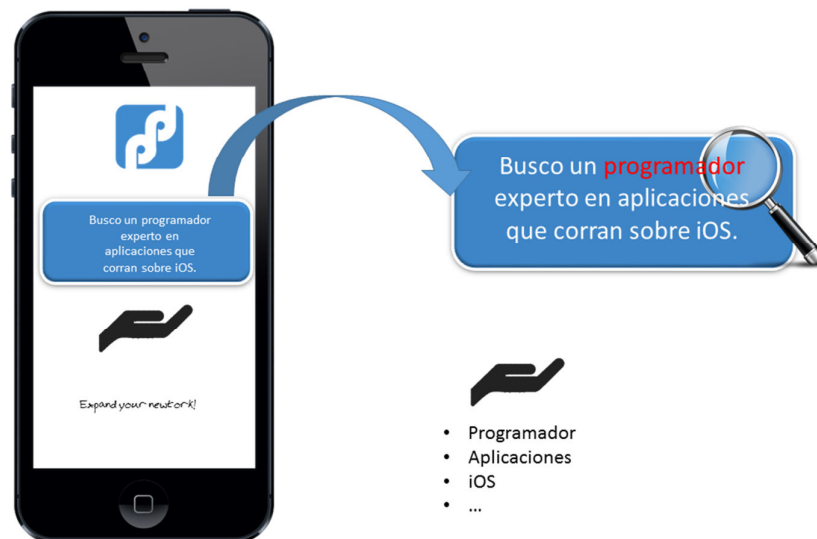 Busco un programador
experto en
aplicaciones que
corran sobre iOS.
Expand your newtork!
Busco un programador
experto en aplicaciones
que corran sobre iOS.
• Programador
• Aplicaciones
• iOS
• ...